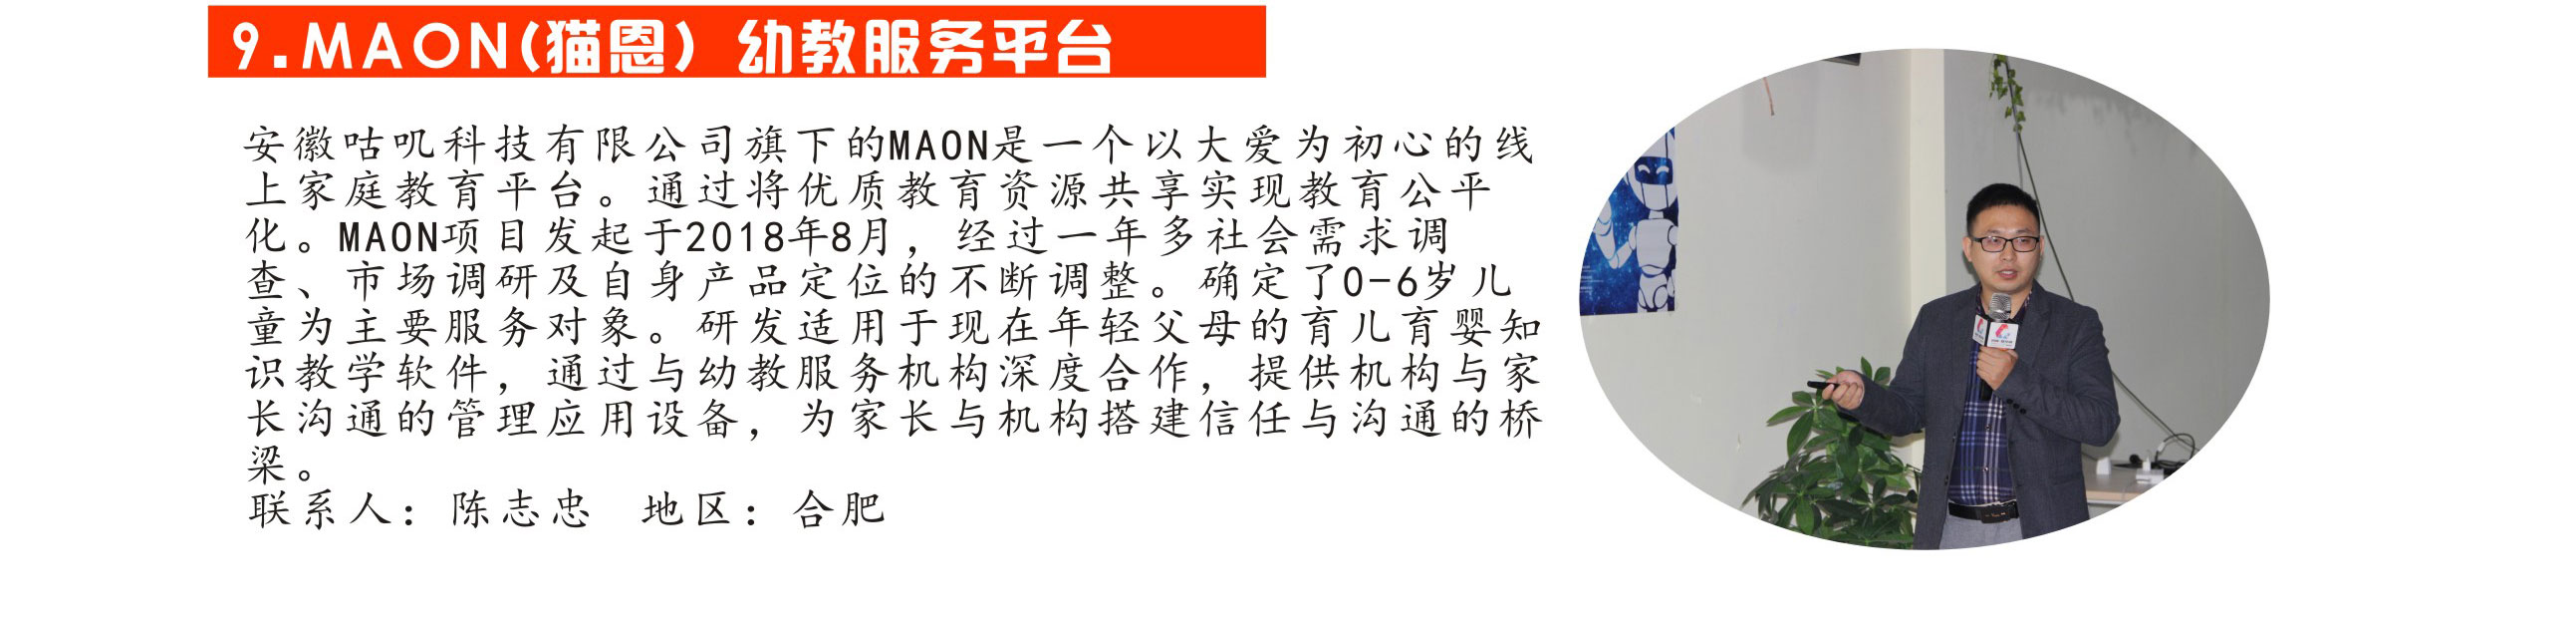 9.MAON(猫恩) 幼教服务平台
安徽咕叽科技有限公司旗下的MAON是一个以大爱为初心的线
上家庭教育平台。通过将优质教育资源共享实现教育公平
化。MAON项目发起于2018年8月，经过一年多社会需求调
查、市场调研及自身产品定位的不断调整。确定了0-6岁儿
童为主要服务对象。研发适用于现在年轻父母的育儿育婴知
识教学软件，通过与幼教服务机构深度合作，提供机构与家
长沟通的管理应用设备，为家长与机构搭建信任与沟通的桥
梁。
联系人：陈志忠 地区：合肥